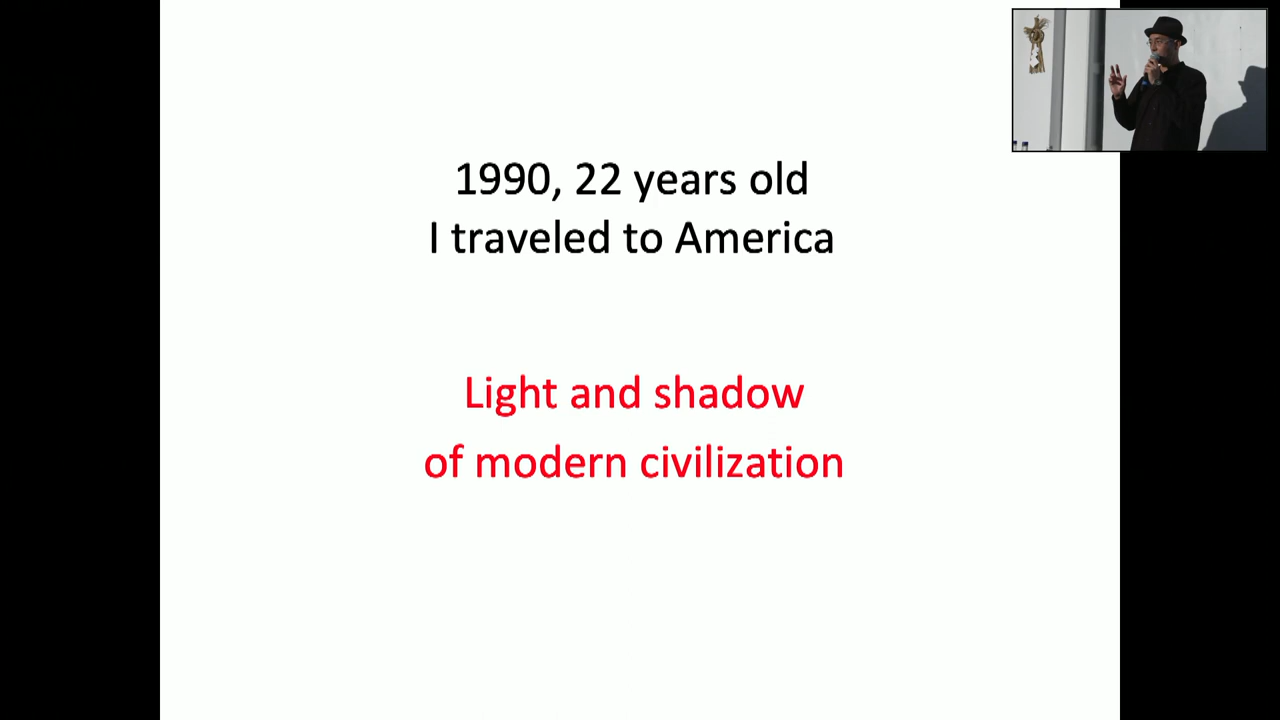 1990, 22 years old
I traveled to America
Light and shadow
of modern civilization